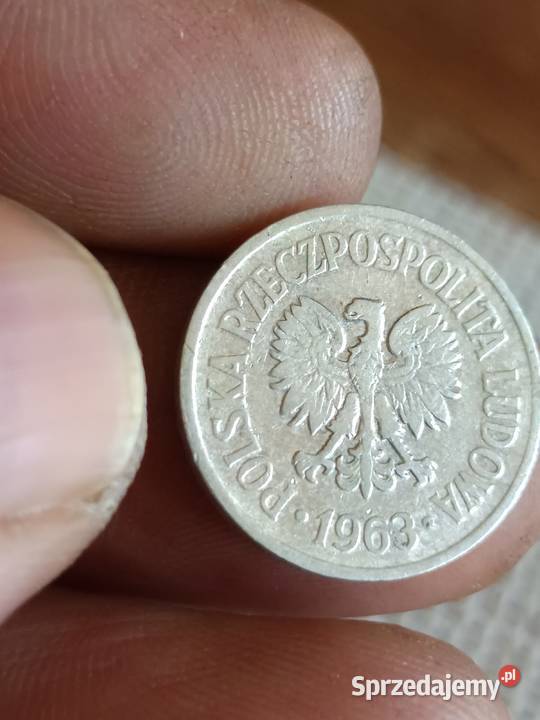 POLSKA RZECZPOSPOLITA LUDOWA
· 1963 ·
Sprzedajemy.pl